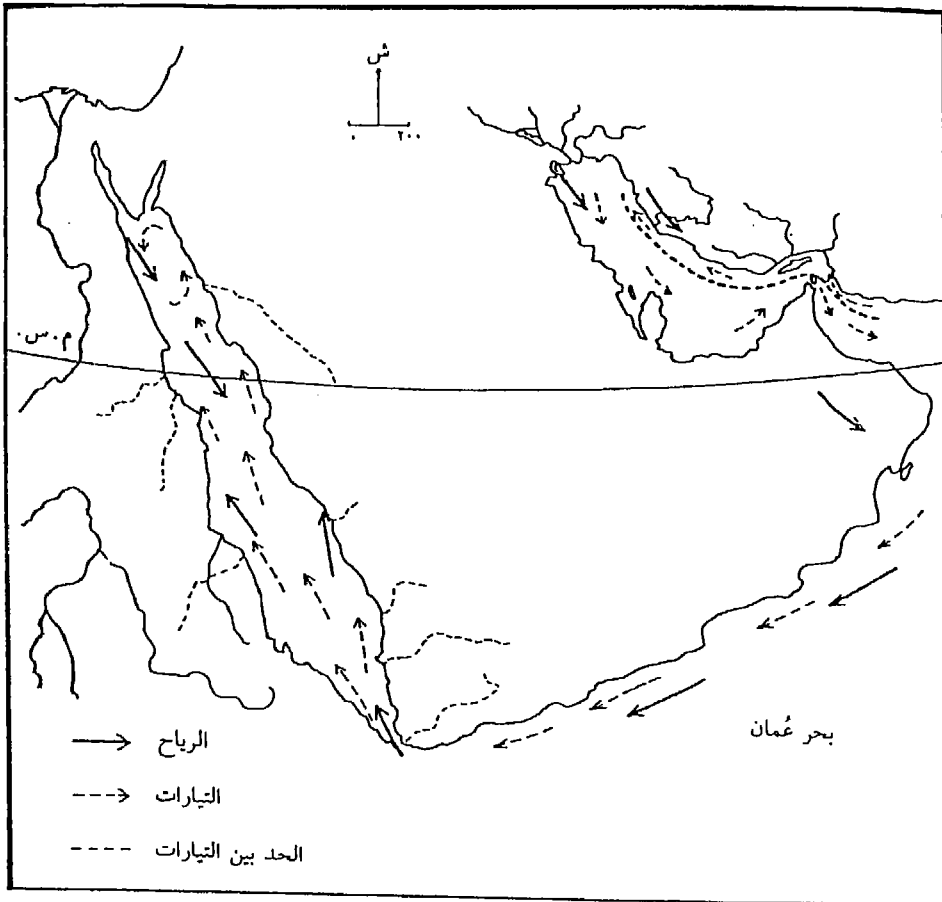 ش
٠ ٢٠٠
م.س.
بحر عُمان
الرياح
التيارات
الحد بين التيارات